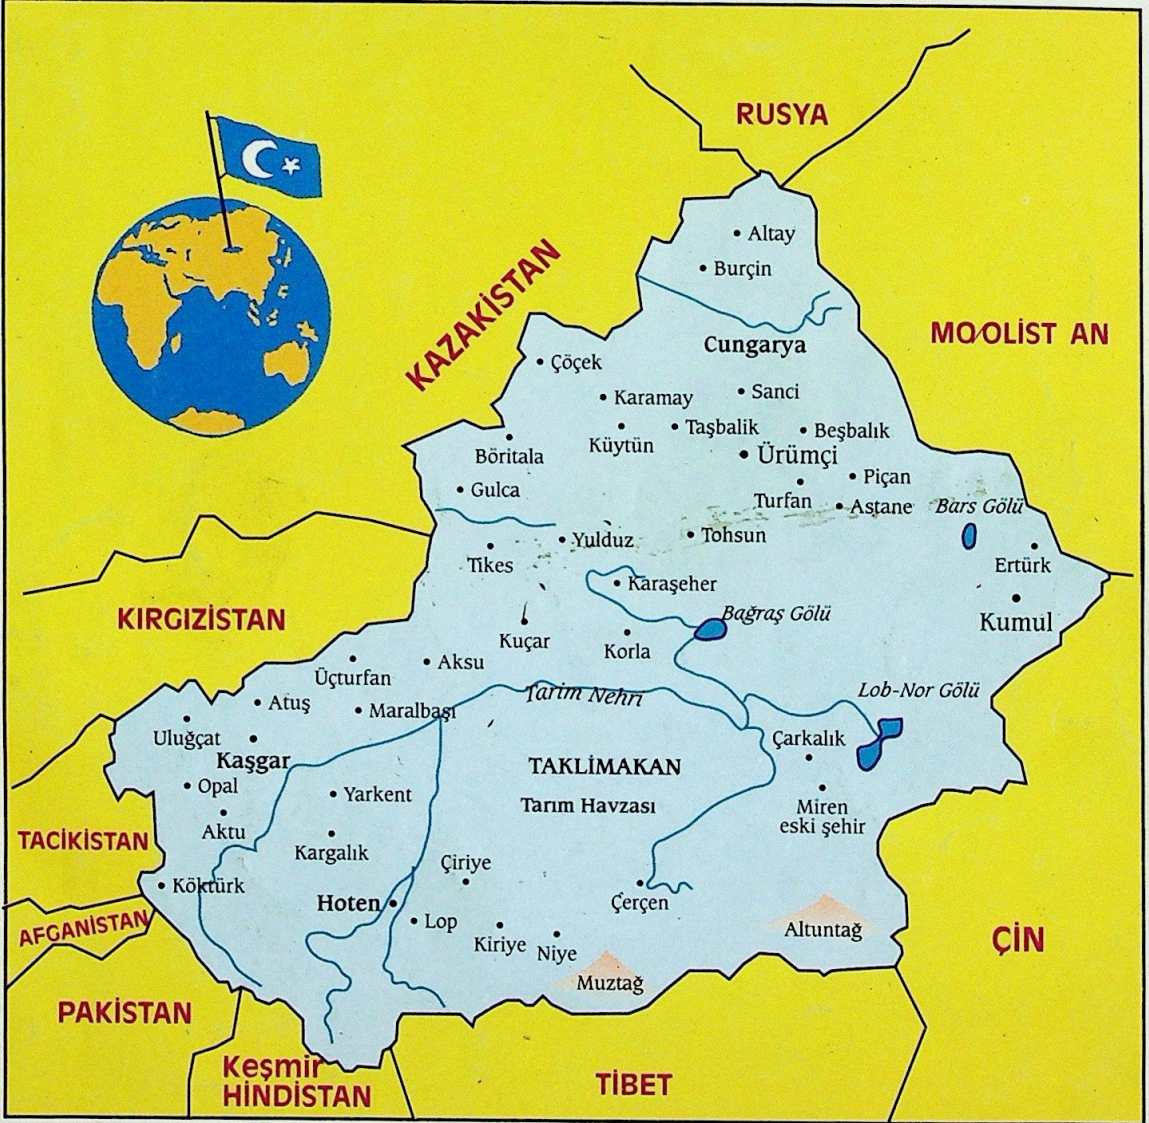 RUSYA
Altay
Burçin
KAZAKİSTAN
MOĞOLİST AN
Cungarya
Çöçek
Karamay
Sanci
Küytün
Taşbalik
Beşbalık
Böritala
Ürümçi
Gulca
Piçan
Turfan
Astane
Bars Gölü
Yulduz
Tohsun
Tikes
Ertürk
Karaşeher
KIRGIZİSTAN
Bağraş Gölü
Kumul
Kuçar
Korla
Aksu
Üçturfan
Tarim Nehri
Lob-Nor Gölü
Atuş
Maralbaşı
Uluğçat
Kaşgar
Çarkalık
TAKLİMAKAN
Opal
Yarkent
Tarım Havzası
Miren
eski şehir
Aktu
TACİKİSTAN
Kargalık
Çiriye
Köktürk
Hoten
Çerçen
Lop
AFGANİSTAN
Altuntağ
Kiriye
Niye
ÇİN
Muztağ
PAKİSTAN
Keşmir
HİNDİSTAN
TİBET